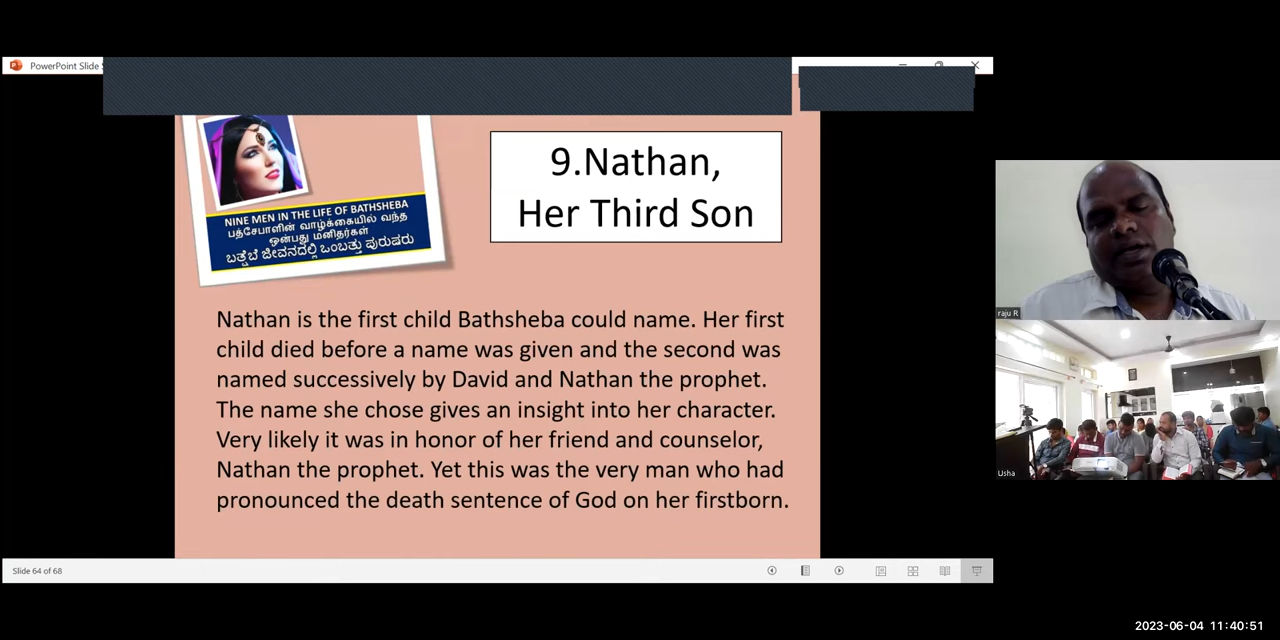 PowerPoint Slide S
9.Nathan,
Her Third Son
NINE MEN IN THE LIFE OF BATHSHEBA
பத்சேபாளின் வாழ்க்கையில் வந்த
ஒன்பது மனிதர்கள்
ಬತ್ಷೆಬೆ ಜೀವನದಲ್ಲಿ ಒಂಬತ್ತು ಪುರುಷರು
Nathan is the first child Bathsheba could name. Her first
child died before a name was given and the second was
named successively by David and Nathan the prophet.
The name she chose gives an insight into her character.
Very likely it was in honor of her friend and counselor,
Nathan the prophet. Yet this was the very man who had
pronounced the death sentence of God on her firstborn.
Slide 64 of 68
raju R
Usha
2023-06-04 11:40:51